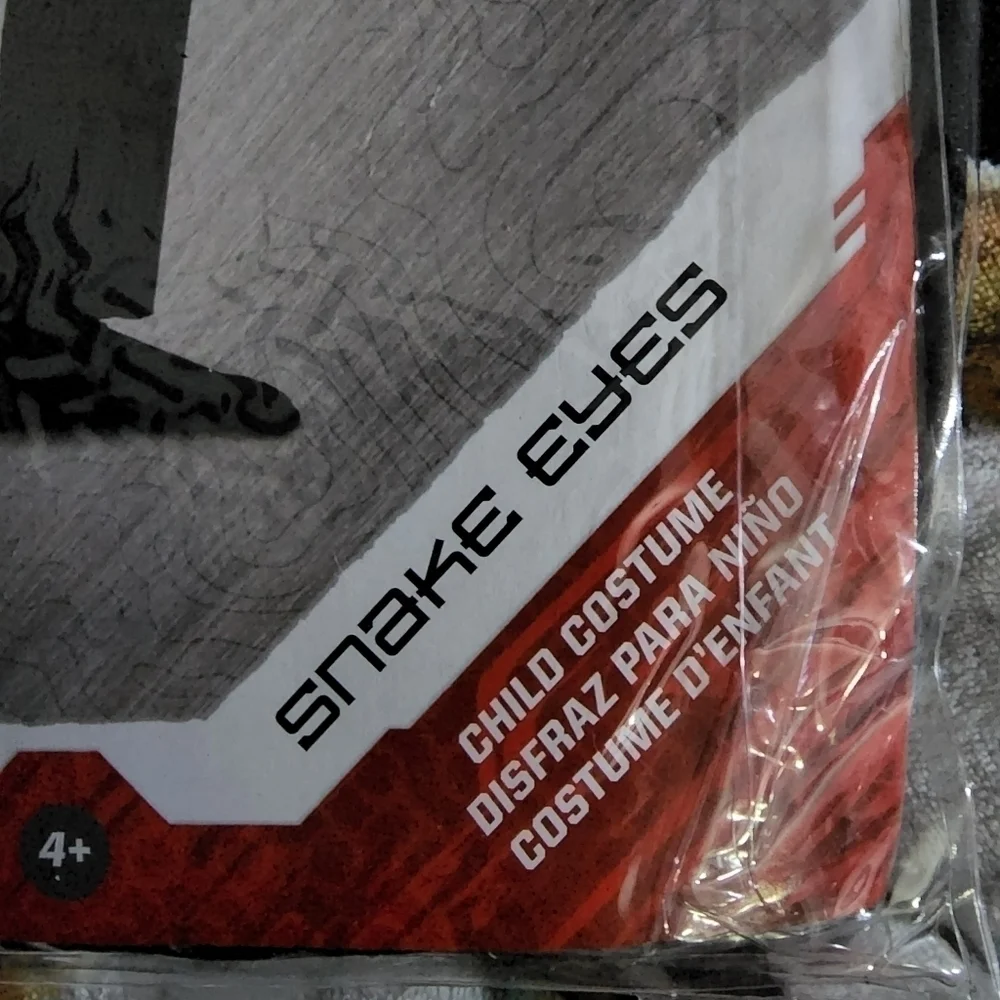 SNAKE EYES
CHILD COSTUME
DISFRAZ PARA NIÑO
COSTUME D'ENFANT
4+